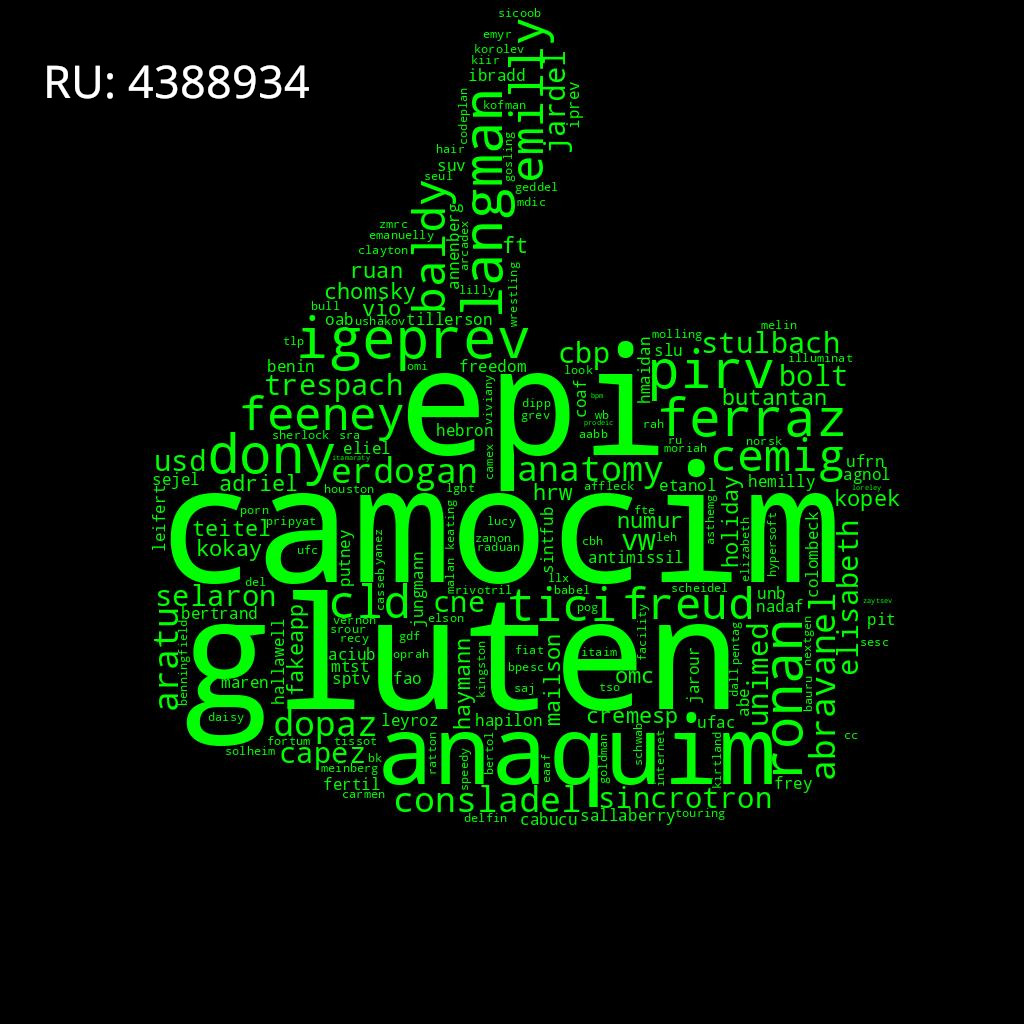 RU: 4388934
sicoob
emyr
emilly
korolev
kiir
jardel
ibradd
iprev
codeplan
kofman
langman
gosling
hair
suv
seul
geddel
mdic
baldy
annenberg
zmrc
emanuelly
arcadex
clayton
ft
ruan
wrestling
chomsky
lilly
bull
vio
oab
ushakov
tillerson
igeprev
tlp
melin
molling
stulbach
cbp
slu
hmaidan
illuminat
benin
omi
freedom
look
pirv
bolt
epi
trespach
viviany
coaf
bpm
butantan
dipp
grev
wb
prodeic
feeney
ferraz
rah
hebron
aabb
sherlock
sra
ru
norsk
eliel
camex
moriah
cemig
dony
itamaraty
usd
erdogan
anatomy
ufrn
agnol
sejel
adriel
houston
lgbt
hrw
affleck
etanol
holiday
hemilly
loreley
kopek
camocim
leifert
porn
pripyat
teitel
lucy
fte
numur
asthemg
kokay
ufc
putney
cassebyanez
malan keating
zanon
raduan
sintfub
cbh
vw
leh
elizabeth
hypersoft
colombeck
elisabeth
antimissil
jungmann
llx
del
selaron
rivotril
babel
scheidel
unb
nadaf
zaytsev
cld
cne
tici
pog
freud
bertrand
aratu
fakeapp
vernon
elson
pit
srour
recy
gdf
facility
gluten
hallawell
benningfield
aciub
oprah
fiat
itaim
sesc
mtst
bpesc
pentag
dall
unimed
ronan
nextgen
bauru
abravanel
maren
sptv
fao
haymann
kingston
saj
mailson
tso
omc
jarour
abe
daisy
dopaz
leyroz
hapilon
cremesp
ufac
fortum
tissot
cc
solheim
capez
bk
ratton
bertol
anaquim
schwab
meinberg
speedy
eaaf
goldman
internet
kirtland
fertil
frey
carmen
consladel
sincrotron
delfin
cabucu
sallaberry
touring